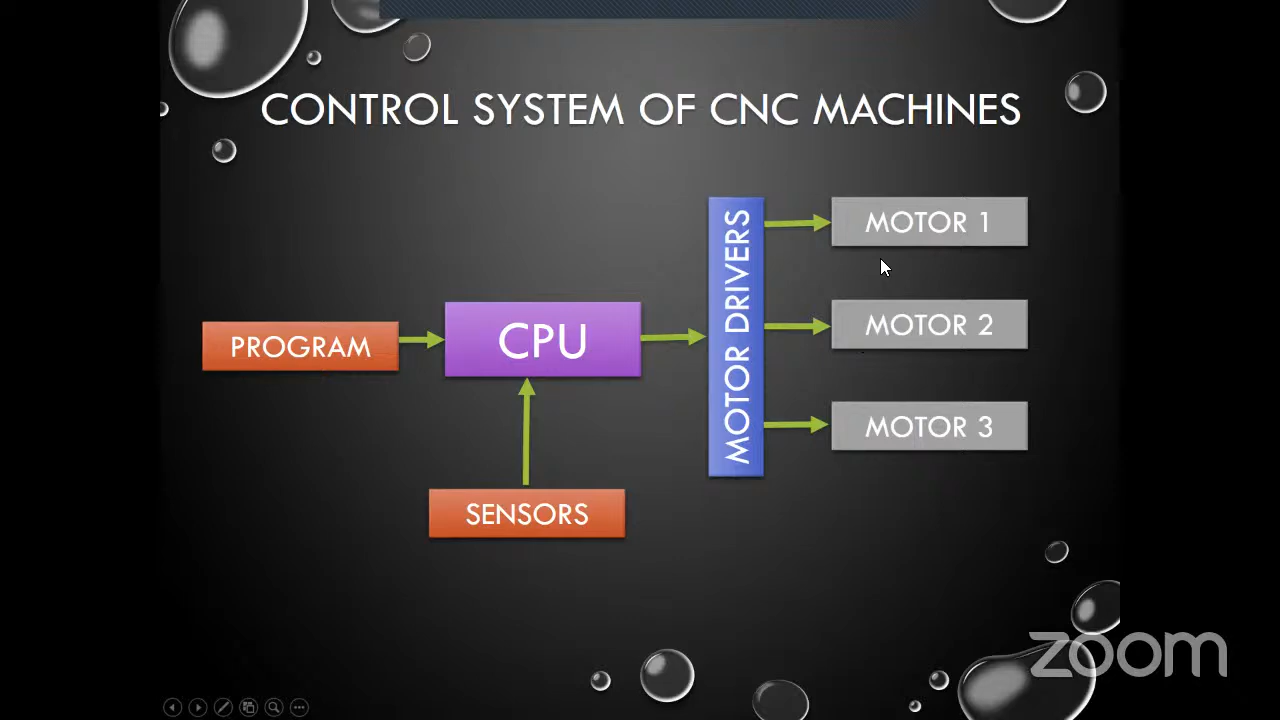 CONTROL SYSTEM OF CNC MACHINES
MOTOR 1
MOTOR DRIVERS
MOTOR 2
PROGRAM
CPU
MOTOR 3
SENSORS
zoom